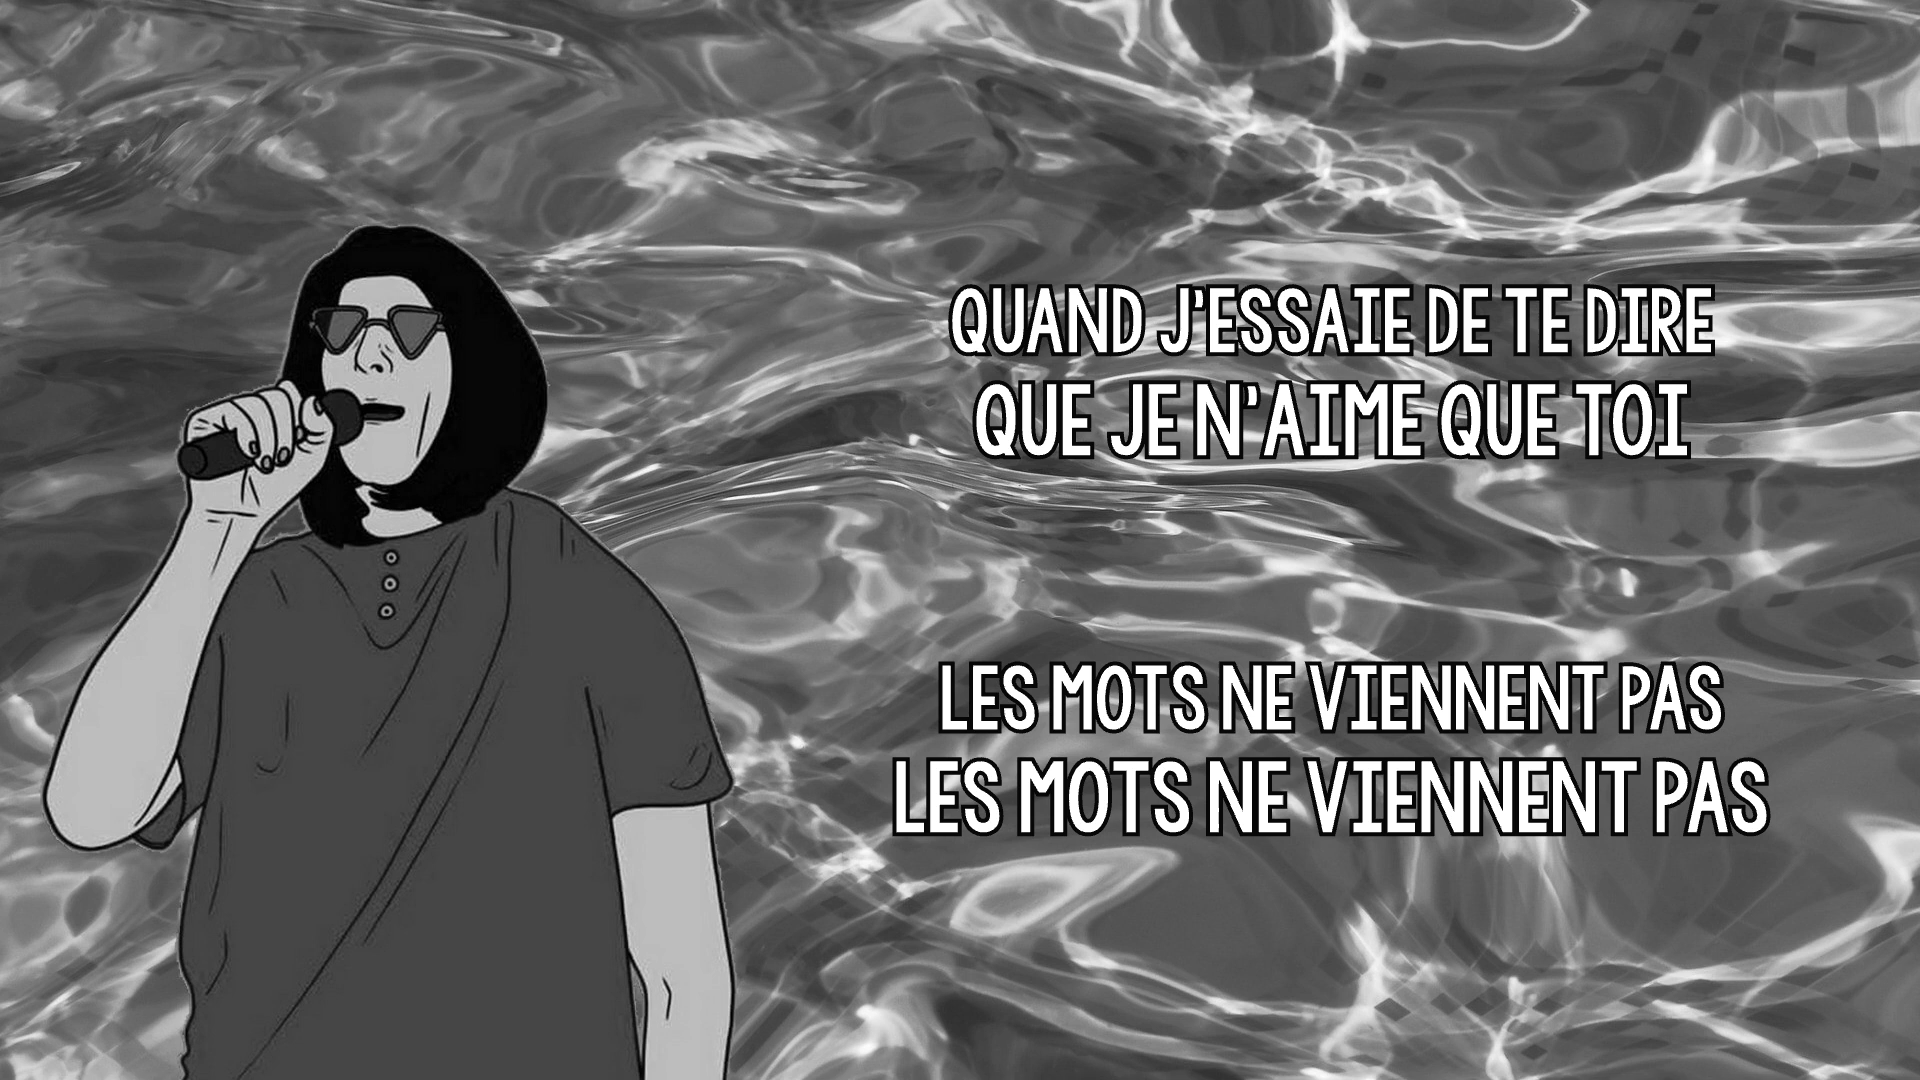 QUAND J'ESSAIE DE TE DIRE
QUE JE N'AIME QUE TOI
LES MOTS NE VIENNENT PAS
LES MOTS NE VIENNENT PAS